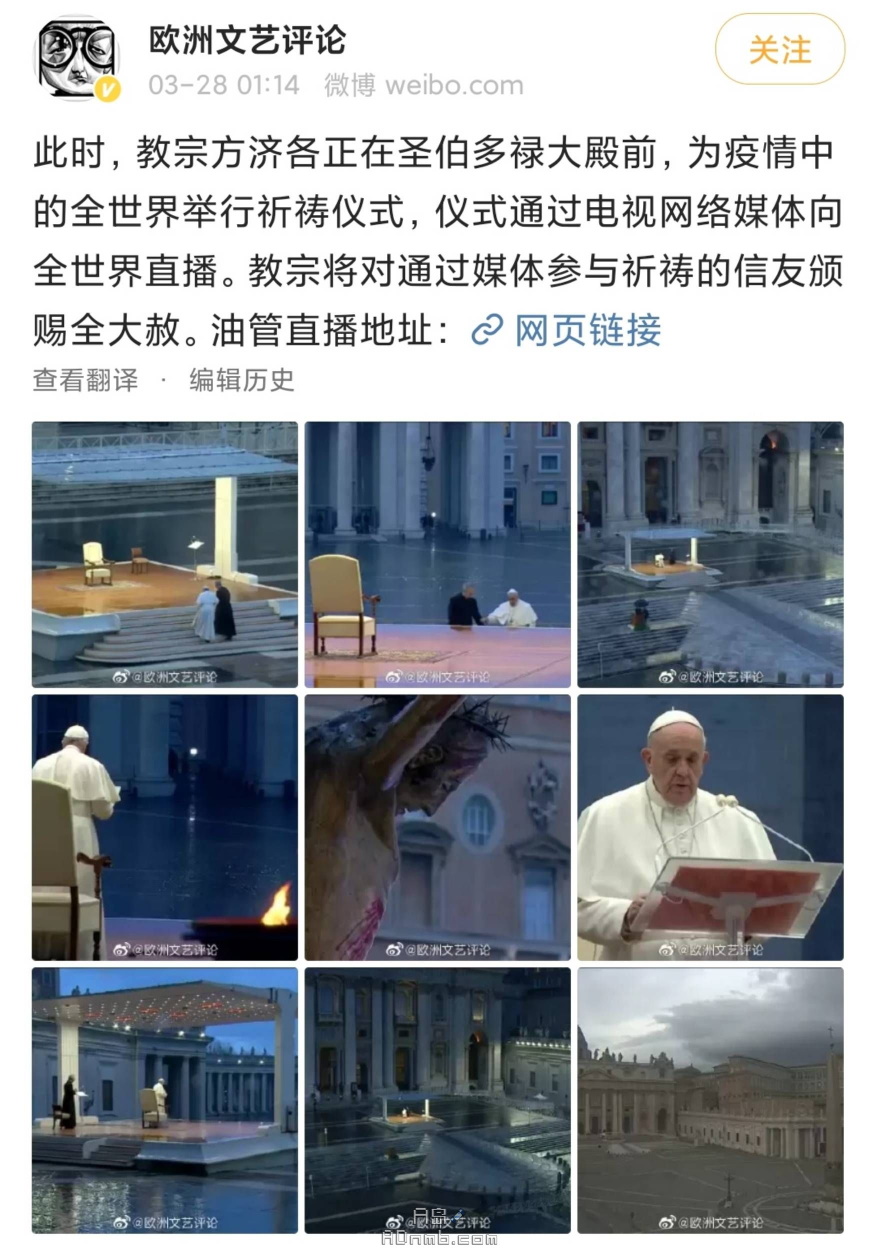 欧洲文艺评论
关注
03-28 01:14 微博 weibo.com
此时，教宗方济各正在圣伯多禄大殿前，为疫情中
的全世界举行祈祷仪式，仪式通过电视网络媒体向
全世界直播。教宗将对通过媒体参与祈祷的信友颁
赐全大赦。油管直播地址：网页链接
查看翻译 · 编辑历史
@欧洲文艺评论
@欧洲文艺评论
@欧洲文艺评论
@欧洲文艺评论
@欧洲文艺评论
@欧洲文艺评论
@欧洲文艺评论
@欧洲文艺评论
@欧洲文艺评论
A岛
A0nmb.com